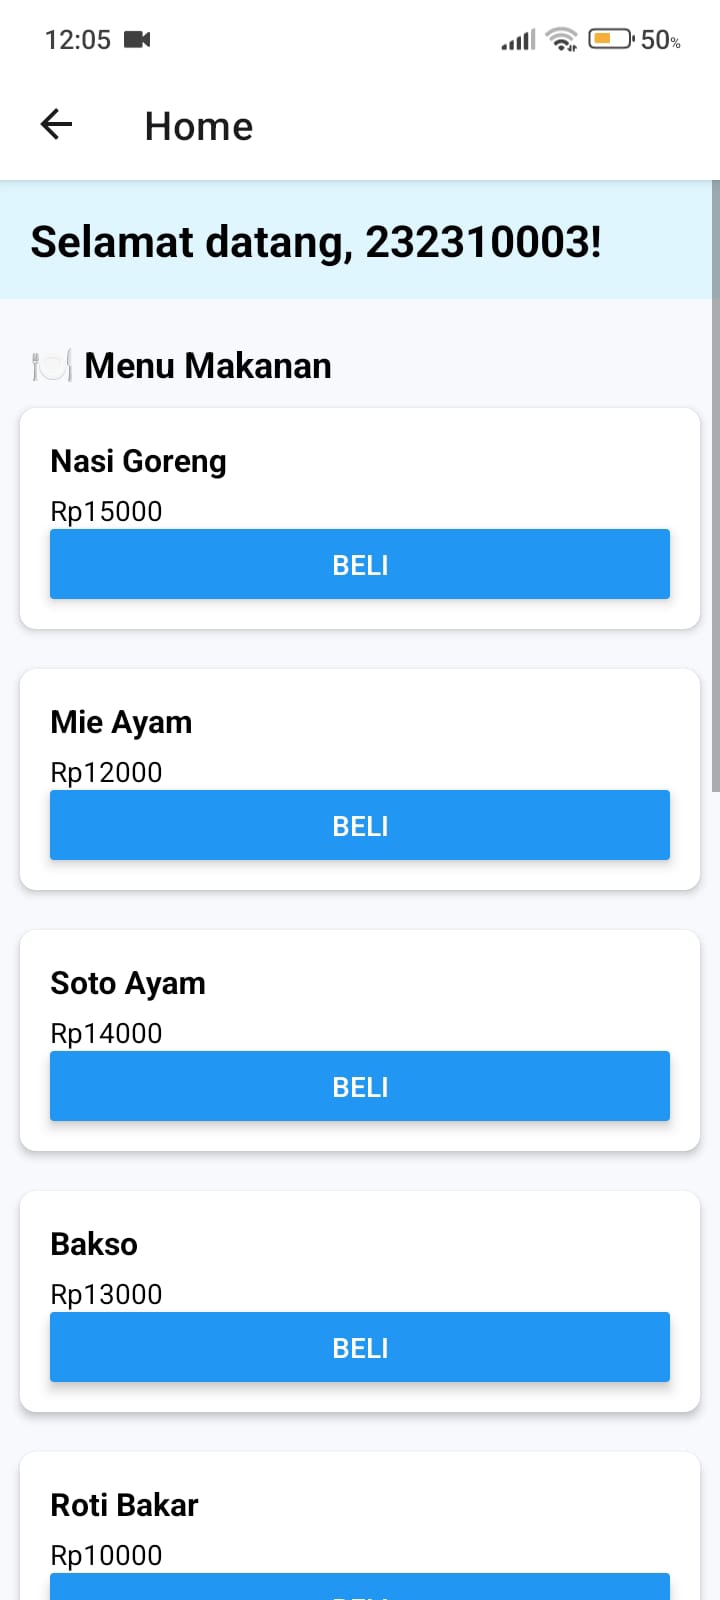 12:05
50%
Home
Selamat datang, 232310003!
🍽️ Menu Makanan
Nasi Goreng
Rp15000
BELI
Mie Ayam
Rp12000
BELI
Soto Ayam
Rp14000
BELI
Bakso
Rp13000
BELI
Roti Bakar
Rp10000